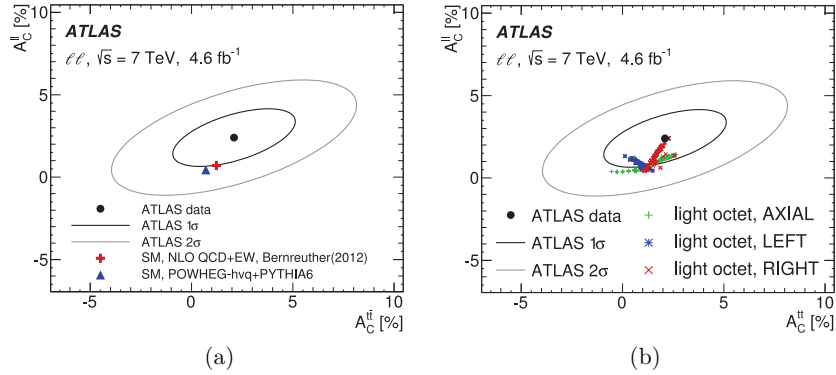 A_C^ll [%]
10
5
0
-5
ATLAS
ℓℓ, √s = 7 TeV, 4.6 fb⁻¹
ATLAS data
ATLAS 1σ
ATLAS 2σ
SM, NLO QCD+EW, Bernreuther(2012)
SM, POWHEG-hvq+PYTHIA6
-5 0 5 10
A_C^tt̄ [%]
(a)
A_C^ll [%]
10
5
0
-5
ATLAS
ℓℓ, √s = 7 TeV, 4.6 fb⁻¹
ATLAS data
ATLAS 1σ
ATLAS 2σ
light octet, AXIAL
light octet, LEFT
light octet, RIGHT
-5 0 5 10
A_C^tt [%]
(b)